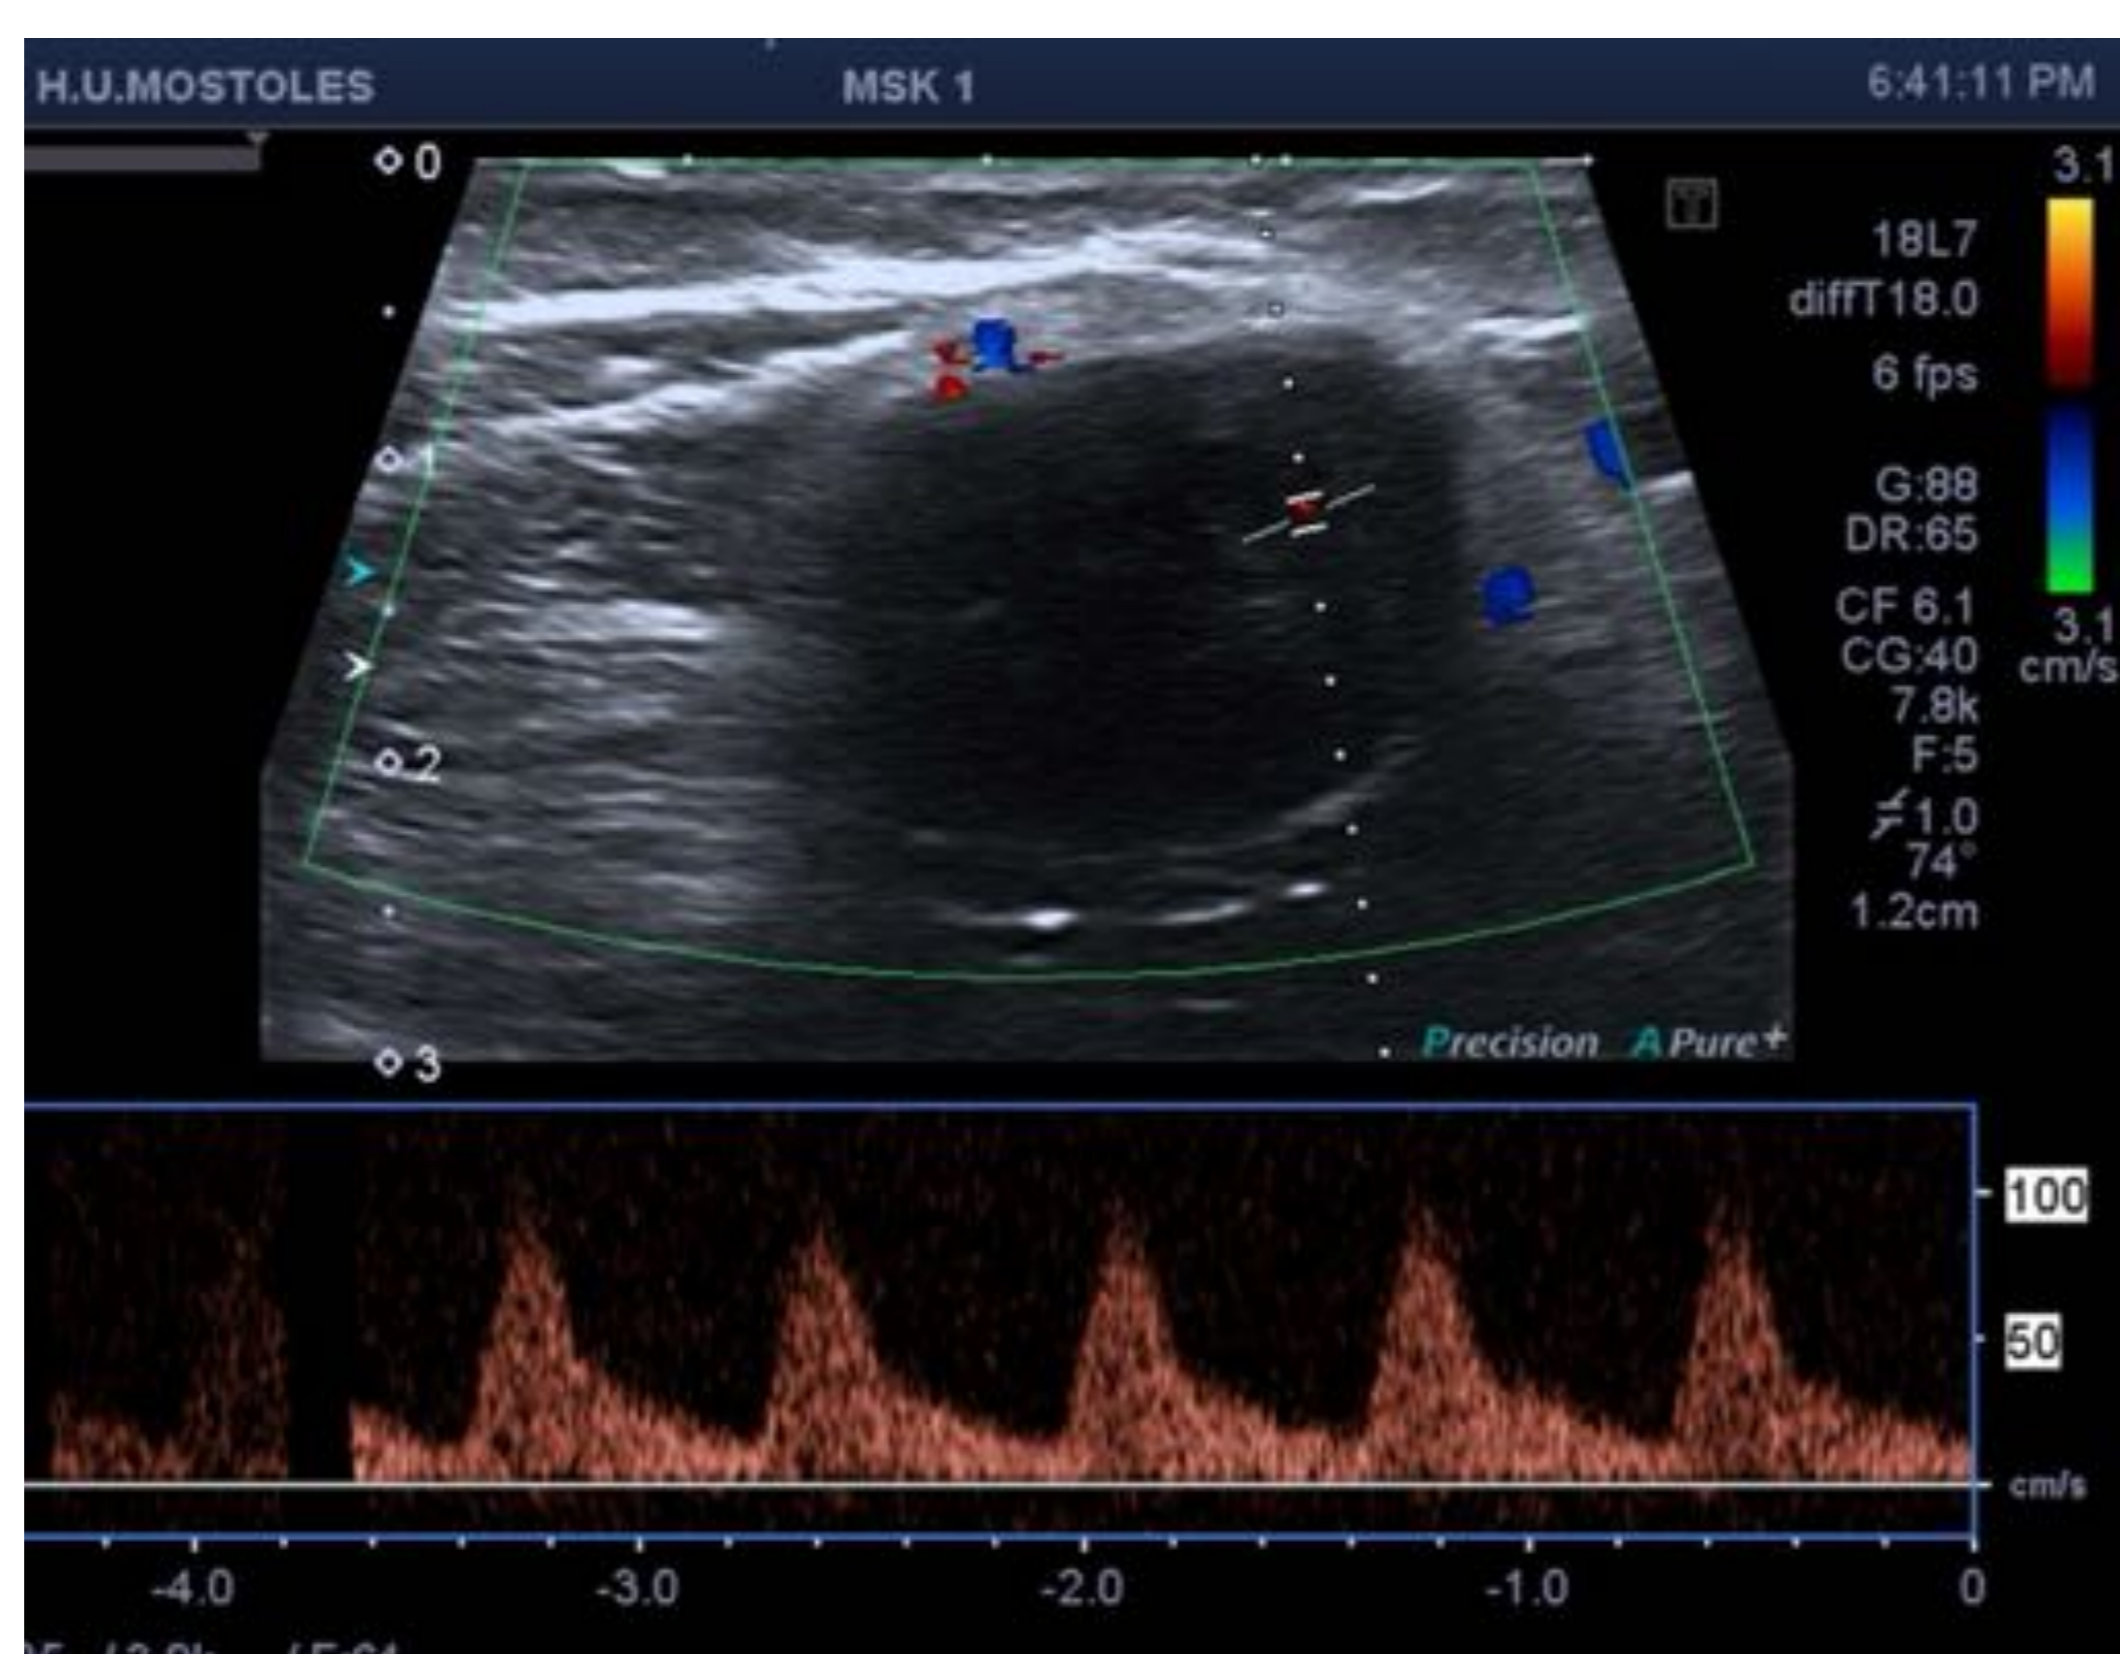 H.U.MOSTOLES MSK 1 6:41:11 PM
0
3.1
18L7
diffT18.0
6 fps
G:88
DR:65
CF 6.1
3.1
CG:40
cm/s
7.8k
F:5
2
1.0
74°
1.2cm
Precision A Pure+
3
100
50
cm/s
-4.0 -3.0 -2.0 -1.0 0